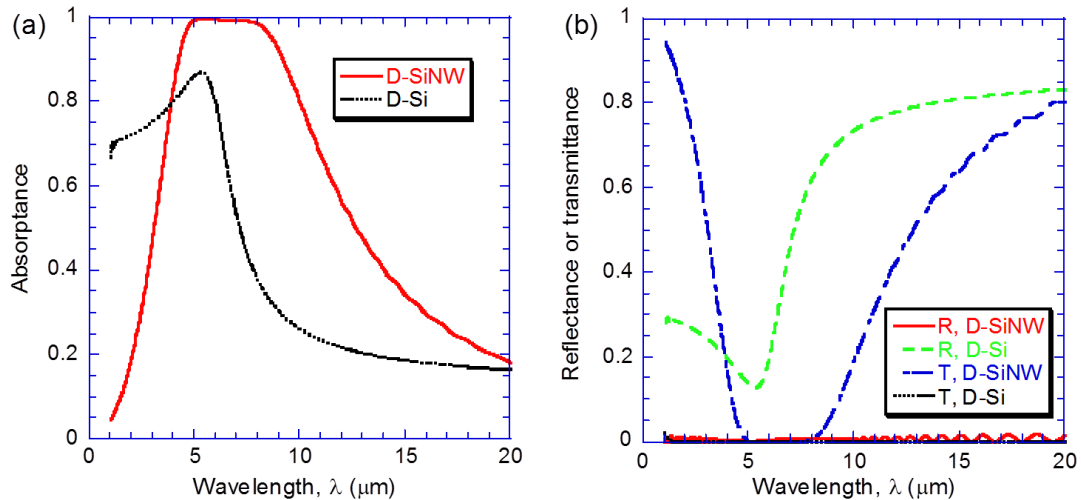 (a)
1
0.8
0.6
0.4
0.2
0
Absorptance
D-SiNW
D-Si
0 5 10 15 20
Wavelength, λ (μm)
(b)
1
0.8
0.6
0.4
0.2
0
Reflectance or transmittance
R, D-SiNW
R, D-Si
T, D-SiNW
T, D-Si
0 5 10 15 20
Wavelength, λ (μm)